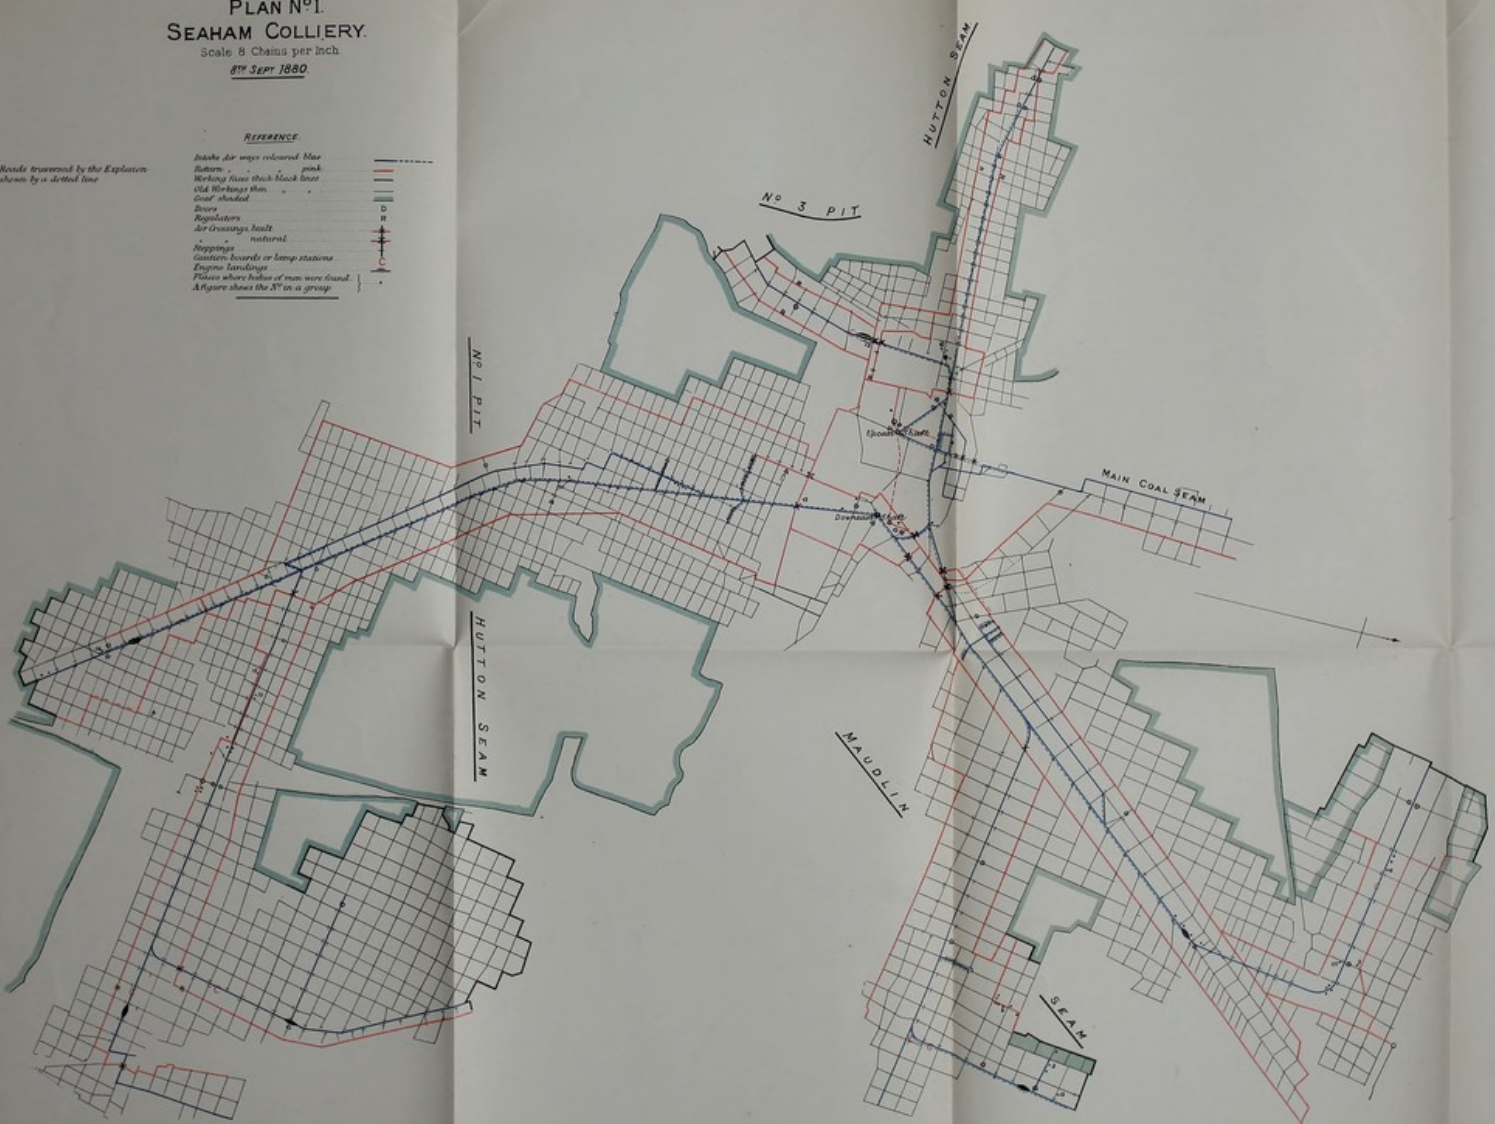 PLAN Nº 1.
SEAHAM COLLIERY.
Scale 8 Chains per Inch.
8TH SEPT 1880.
REFERENCE.
Roads traversed by the Explosion
shewn by a dotted line
Intake Air ways coloured blue
Return " " " pink
Working faces thick black lines
Old Workings thin " "
Goaf shaded
Doors D
Regulators R
Air Crossings, built
" " natural
Stoppings
Caution boards or lamp stations C
Engine landings
Places where bodies of men were found.
A figure shews the Nº in a group
HUTTON SEAM
Nº 3 PIT
Nº 1 PIT
Upcast Shaft
MAIN COAL SEAM
Downcast Shaft
HUTTON SEAM
MAUDLIN
SEAM